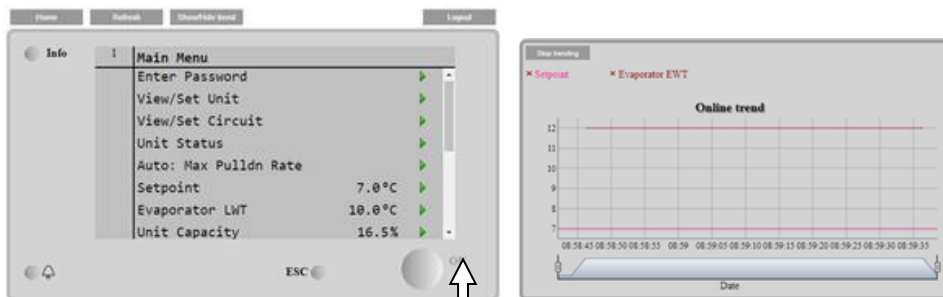 Home Refresh Show/Hide trend Logout
Info
1 Main Menu
Enter Password
View/Set Unit
View/Set Circuit
Unit Status
Auto: Max Pulldn Rate
Setpoint 7.0°C
Evaporator LWT 10.0°C
Unit Capacity 16.5%
ESC
Stop trending
× Setpoint × Evaporator EWT
Online trend
12
11
10
9
8
7
08:58:45 08:58:50 08:58:55 08:59 08:59:05 08:59:10 08:59:15 08:59:20 08:59:25 08:59:30 08:59:35
Date